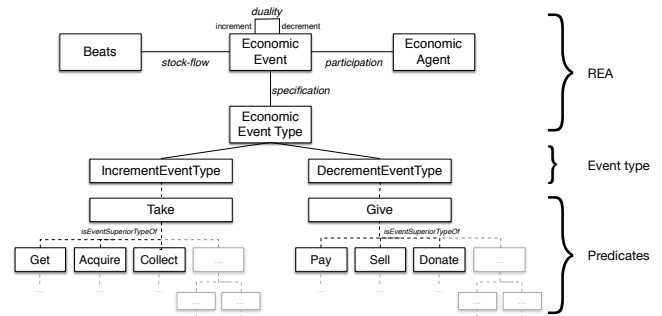 duality
increment decrement
Beats
Economic
Event
Economic
Agent
stock-flow
participation
REA
specification
Economic
Event Type
IncrementEventType
DecrementEventType
Event type
Take
Give
isEventSuperiorTypeOf
isEventSuperiorTypeOf
Get Acquire Collect ...
Pay Sell Donate ...
Predicates
... ... ... ... ... ...
... ... ... ...